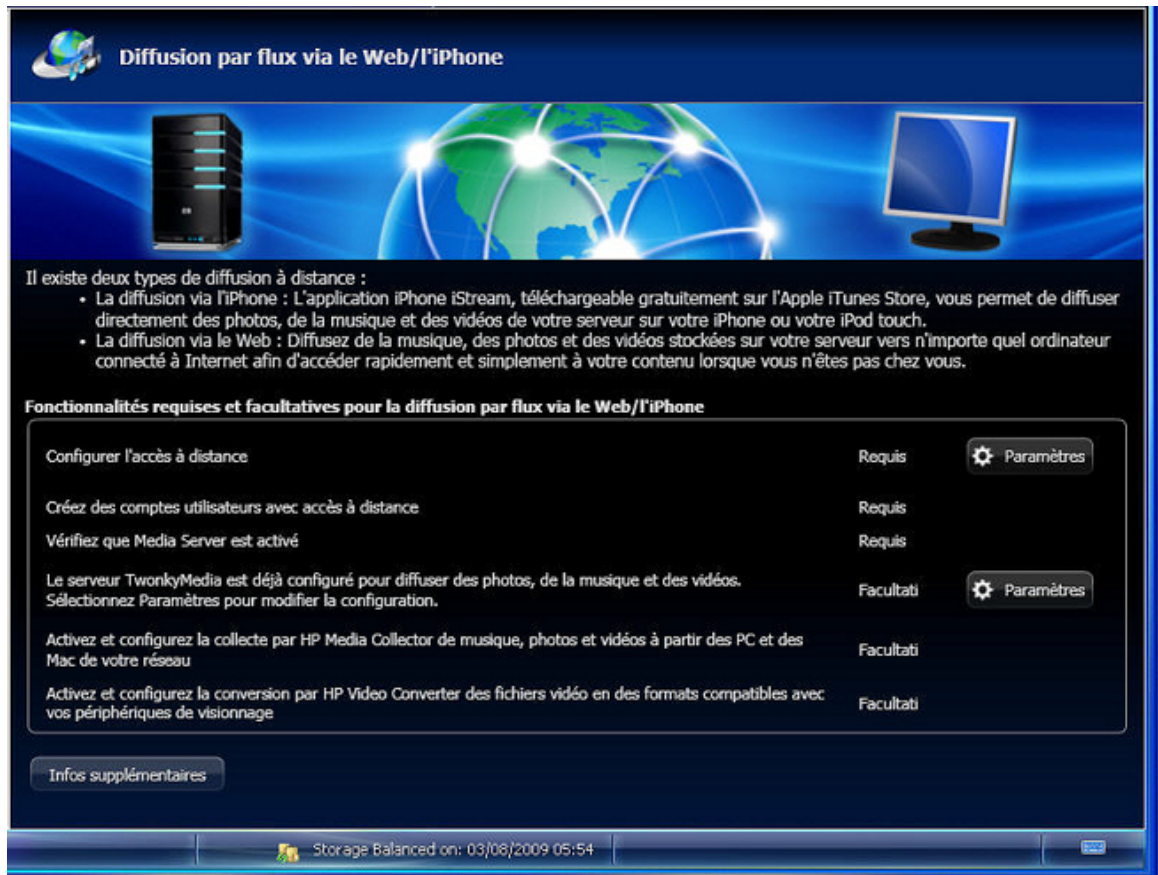 Diffusion par flux via le Web/l'iPhone
Il existe deux types de diffusion à distance :
• La diffusion via l'iPhone : L'application iPhone iStream, téléchargeable gratuitement sur l'Apple iTunes Store, vous permet de diffuser
directement des photos, de la musique et des vidéos de votre serveur sur votre iPhone ou votre iPod touch.
• La diffusion via le Web : Diffusez de la musique, des photos et des vidéos stockées sur votre serveur vers n'importe quel ordinateur
connecté à Internet afin d'accéder rapidement et simplement à votre contenu lorsque vous n'êtes pas chez vous.
Fonctionnalités requises et facultatives pour la diffusion par flux via le Web/l'iPhone
Configurer l'accès à distance Requis Paramètres
Créez des comptes utilisateurs avec accès à distance Requis
Vérifiez que Media Server est activé Requis
Le serveur TwonkyMedia est déjà configuré pour diffuser des photos, de la musique et des vidéos.
Sélectionnez Paramètres pour modifier la configuration. Facultati Paramètres
Activez et configurez la collecte par HP Media Collector de musique, photos et vidéos à partir des PC et des
Mac de votre réseau Facultati
Activez et configurez la conversion par HP Video Converter des fichiers vidéo en des formats compatibles avec
vos périphériques de visionnage Facultati
Infos supplémentaires
Storage Balanced on: 03/08/2009 05:54